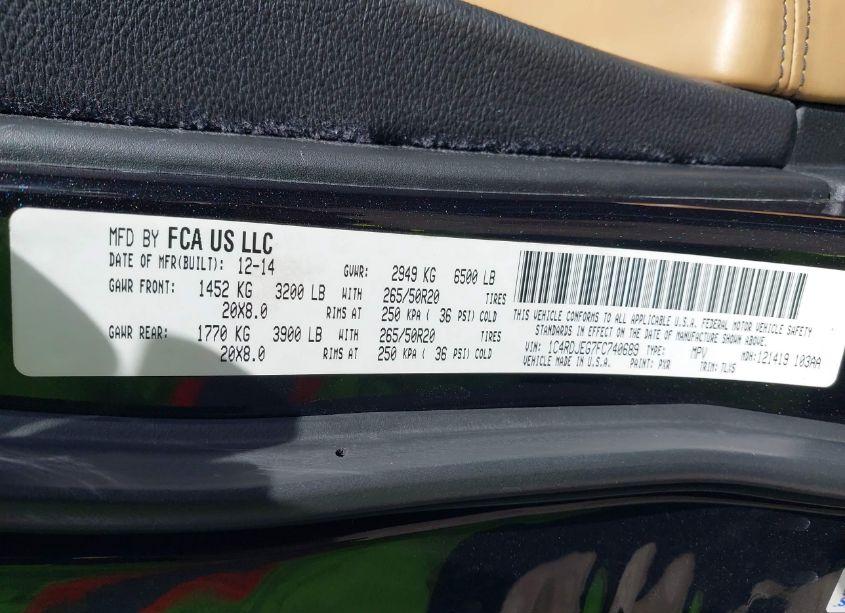 MFD BY FCA US LLC
DATE OF MFR(BUILT): 12-14 GVWR: 2949 KG 6500 LB
GAWR FRONT: 1452 KG 3200 LB WITH 265/50R20 TIRES
20X8.0 RIMS AT 250 KPA ( 36 PSI) COLD
GAWR REAR: 1770 KG 3900 LB WITH 265/50R20 TIRES
20X8.0 RIMS AT 250 KPA ( 36 PSI) COLD
THIS VEHICLE CONFORMS TO ALL APPLICABLE U.S.A. FEDERAL MOTOR VEHICLE SAFETY
STANDARDS IN EFFECT ON THE DATE OF MANUFACTURE SHOWN ABOVE.
VIN: 1C4RDJEG7FC740689 TYPE: MPV MDH:121419 103AA
MADE IN U.S.A. PAINT: PXR TRIM: TLV5